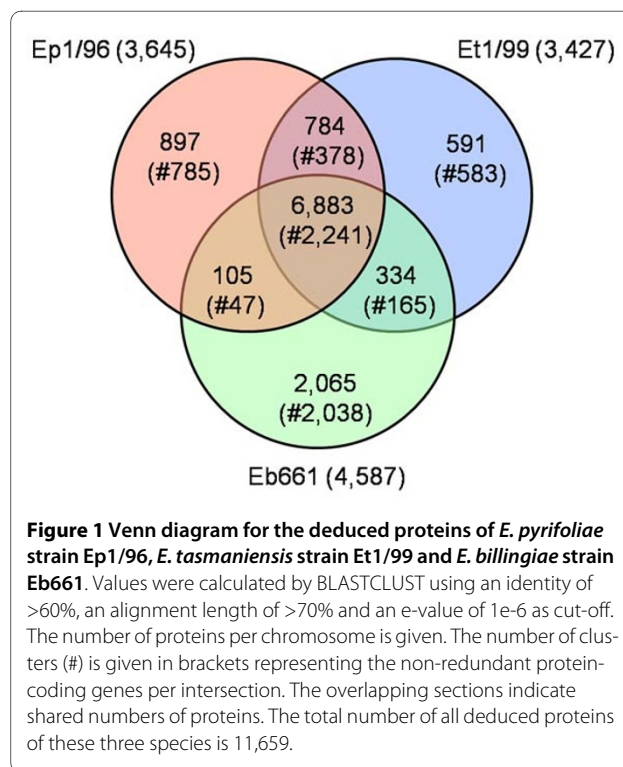 Ep1/96 (3,645)
Et1/99 (3,427)
897
(#785)
784
(#378)
591
(#583)
6,883
(#2,241)
105
(#47)
334
(#165)
2,065
(#2,038)
Eb661 (4,587)
Figure 1 Venn diagram for the deduced proteins of E. pyrifoliae
strain Ep1/96, E. tasmaniensis strain Et1/99 and E. billingiae strain
Eb661. Values were calculated by BLASTCLUST using an identity of
>60%, an alignment length of >70% and an e-value of 1e-6 as cut-off.
The number of proteins per chromosome is given. The number of clus-
ters (#) is given in brackets representing the non-redundant protein-
coding genes per intersection. The overlapping sections indicate
shared numbers of proteins. The total number of all deduced proteins
of these three species is 11,659.